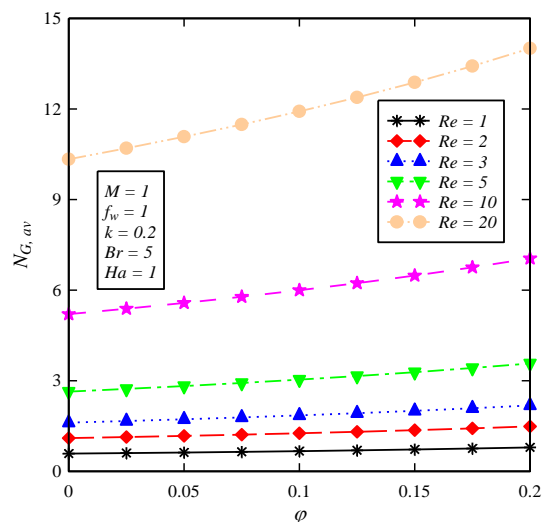 15
12
9
6
3
0
N_{G, av}
Re = 1
Re = 2
Re = 3
Re = 5
Re = 10
Re = 20
M = 1
f_w = 1
k = 0.2
Br = 5
Ha = 1
0 0.05 0.1 0.15 0.2
φ